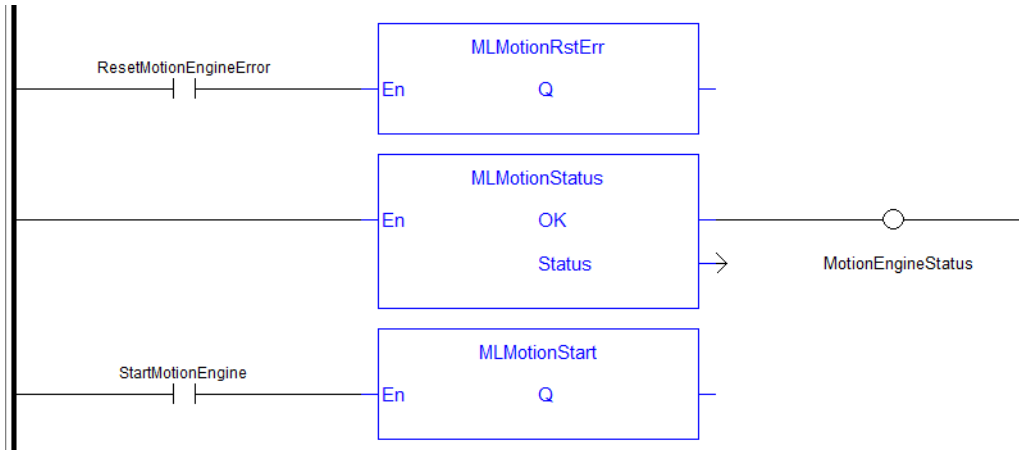 MLMotionRstErr
ResetMotionEngineError
En Q
MLMotionStatus
En OK
Status
MotionEngineStatus
MLMotionStart
StartMotionEngine
En Q